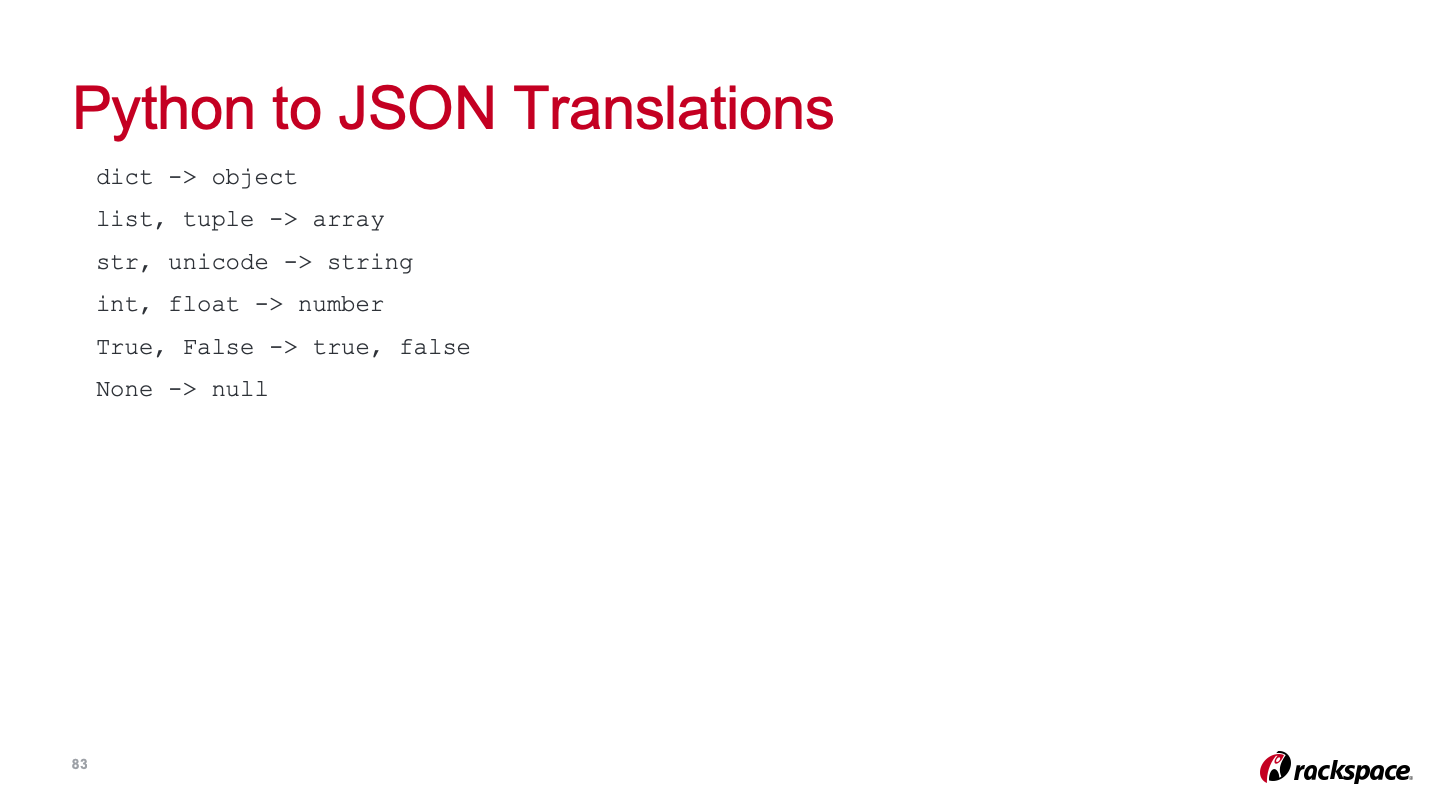 Python to JSON Translations
dict -> object
list, tuple -> array
str, unicode -> string
int, float -> number
True, False -> true, false
None -> null
83
rackspace.